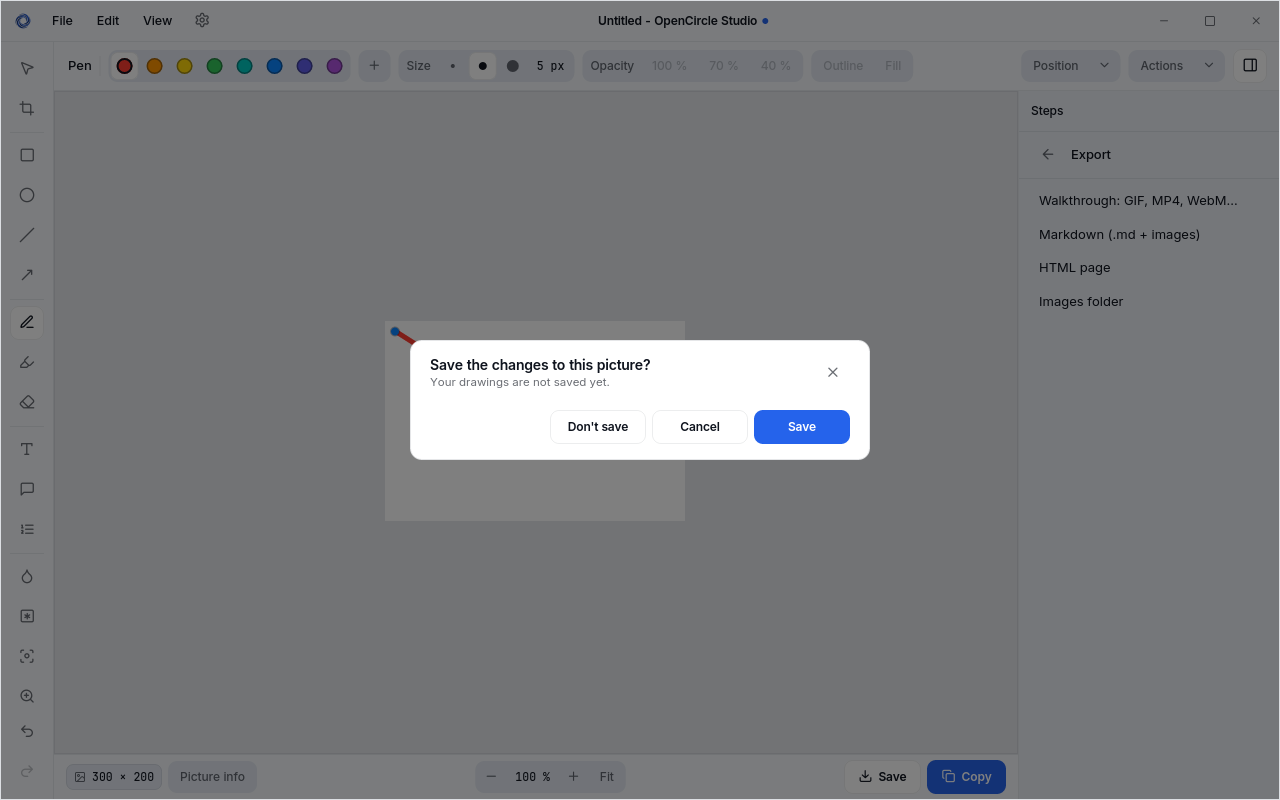 File Edit View
Untitled - OpenCircle Studio
Pen
Size 5 px
Opacity 100 % 70 % 40 %
Outline Fill
Position
Actions
Steps
Export
Walkthrough: GIF, MP4, WebM...
Markdown (.md + images)
HTML page
Images folder
Save the changes to this picture?
Your drawings are not saved yet.
Don't save Cancel Save
300 × 200 Picture info
100 % Fit
Save Copy